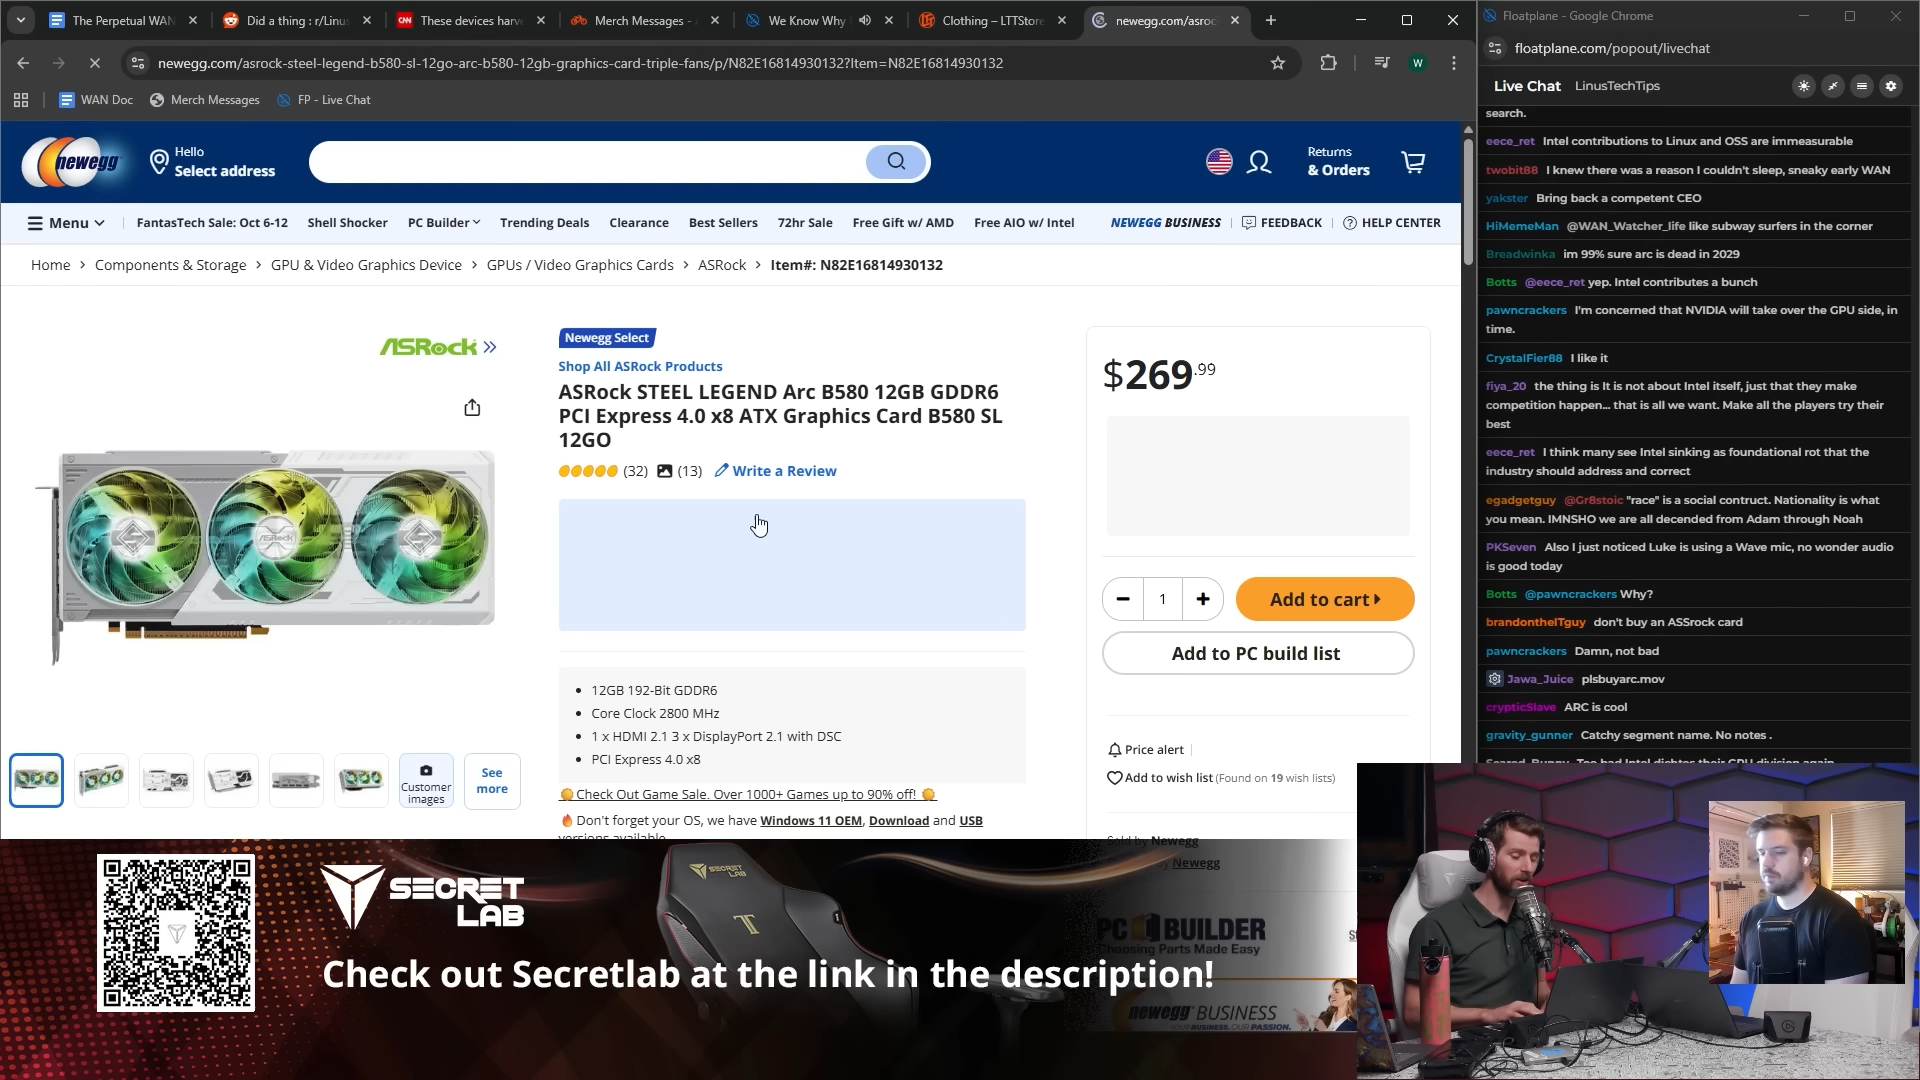 The Perpetual WAN
Did a thing : r/Linus
CNN These devices harv
Merch Messages -
We Know Why
Clothing – LTTStore
newegg.com/asroc
Floatplane - Google Chrome
newegg.com/asrock-steel-legend-b580-sl-12go-arc-b580-12gb-graphics-card-triple-fans/p/N82E16814930132?Item=N82E16814930132
W
floatplane.com/popout/livechat
WAN Doc
Merch Messages
FP - Live Chat
Live Chat LinusTechTips
newegg
Hello
Select address
Returns
& Orders
Menu
FantasTech Sale: Oct 6-12
Shell Shocker
PC Builder
Trending Deals
Clearance
Best Sellers
72hr Sale
Free Gift w/ AMD
Free AIO w/ Intel
NEWEGG BUSINESS
FEEDBACK
HELP CENTER
Home > Components & Storage > GPU & Video Graphics Device > GPUs / Video Graphics Cards > ASRock > Item#: N82E16814930132
ASRock
Newegg Select
Shop All ASRock Products
ASRock STEEL LEGEND Arc B580 12GB GDDR6
PCI Express 4.0 x8 ATX Graphics Card B580 SL
12GO
(32) (13) Write a Review
12GB 192-Bit GDDR6
Core Clock 2800 MHz
1 x HDMI 2.1 3 x DisplayPort 2.1 with DSC
PCI Express 4.0 x8
Customer
images
See
more
Check Out Game Sale. Over 1000+ Games up to 90% off!
Don't forget your OS, we have Windows 11 OEM, Download and USB
versions available
$269.99
1
Add to cart
Add to PC build list
Price alert
Add to wish list (Found on 19 wish lists)
Sold by Newegg
Newegg
search.
eece_ret Intel contributions to Linux and OSS are immeasurable
twobit88 I knew there was a reason I couldn't sleep, sneaky early WAN
yakster Bring back a competent CEO
HiMemeMan @WAN_Watcher_life like subway surfers in the corner
Breadwinka im 99% sure arc is dead in 2029
Botts @eece_ret yep. Intel contributes a bunch
pawncrackers I'm concerned that NVIDIA will take over the GPU side, in
time.
CrystalFier88 I like it
fiya_20 the thing is It is not about Intel itself, just that they make
competition happen... that is all we want. Make all the players try their
best
eece_ret I think many see Intel sinking as foundational rot that the
industry should address and correct
egadgetguy @Gr8stoic "race" is a social contruct. Nationality is what
you mean. IMNSHO we are all decended from Adam through Noah
PKSeven Also I just noticed Luke is using a Wave mic, no wonder audio
is good today
Botts @pawncrackers Why?
brandontheITguy don't buy an ASSrock card
pawncrackers Damn, not bad
Jawa_Juice plsbuyarc.mov
crypticSlave ARC is cool
gravity_gunner Catchy segment name. No notes .
SECRET
LAB
SECRETLAB
Check out Secretlab at the link in the description!
PC BUILDER
Choosing Parts Made Easy
newegg BUSINESS
YOUR BUSINESS. OUR PASSION.